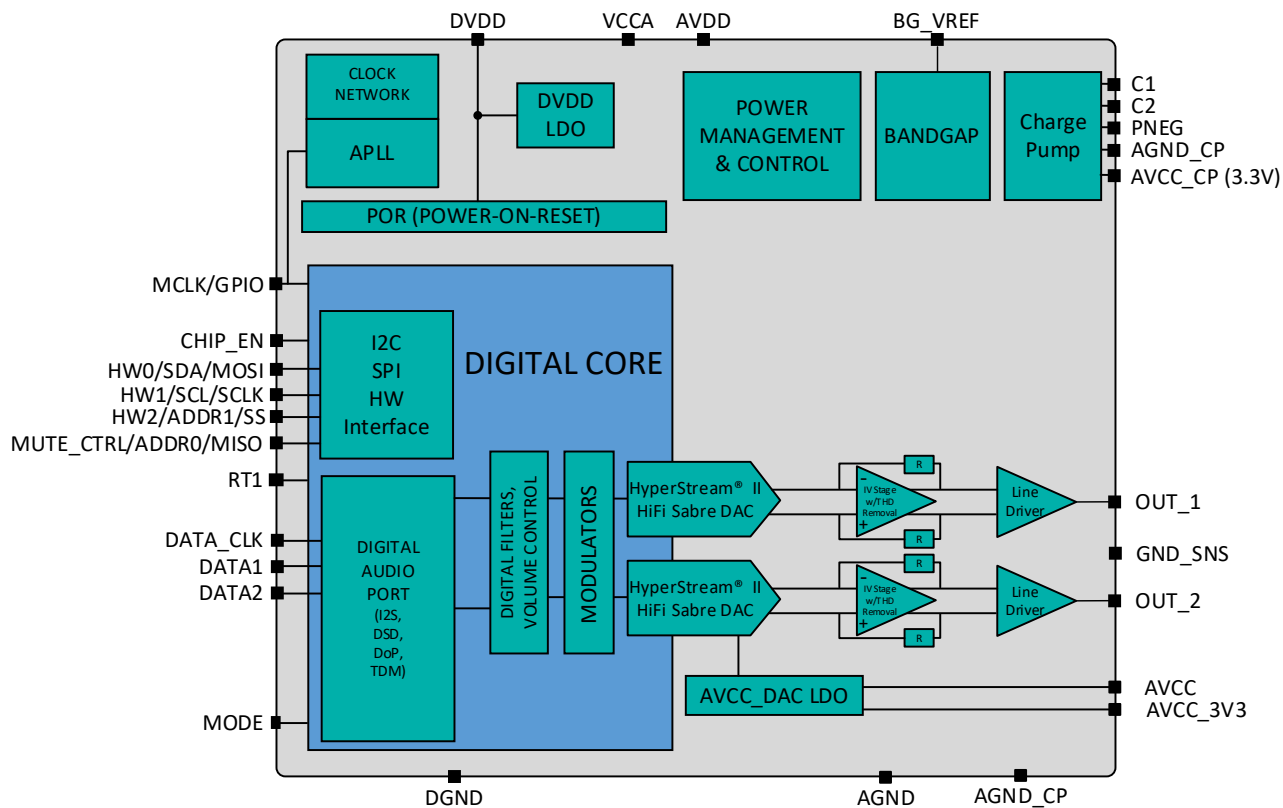 DVDD
VCCA
AVDD
BG_VREF
CLOCK
NETWORK
APLL
DVDD
LDO
POWER
MANAGEMENT
& CONTROL
BANDGAP
Charge
Pump
C1
C2
PNEG
AGND_CP
AVCC_CP (3.3V)
POR (POWER-ON-RESET)
MCLK/GPIO
CHIP_EN
HW0/SDA/MOSI
HW1/SCL/SCLK
HW2/ADDR1/SS
MUTE_CTRL/ADDR0/MISO
RT1
DATA_CLK
DATA1
DATA2
MODE
I2C
SPI
HW
Interface
DIGITAL CORE
DIGITAL
AUDIO
PORT
(I2S,
DSD,
DoP,
TDM)
DIGITAL FILTERS,
VOLUME CONTROL
MODULATORS
HyperStream® II
HiFi Sabre DAC
R
−
IV Stage
w/THD
Removal
+
R
Line
Driver
OUT_1
GND_SNS
HyperStream® II
HiFi Sabre DAC
R
−
IV Stage
w/THD
Removal
+
R
Line
Driver
OUT_2
AVCC_DAC LDO
AVCC
AVCC_3V3
DGND
AGND
AGND_CP